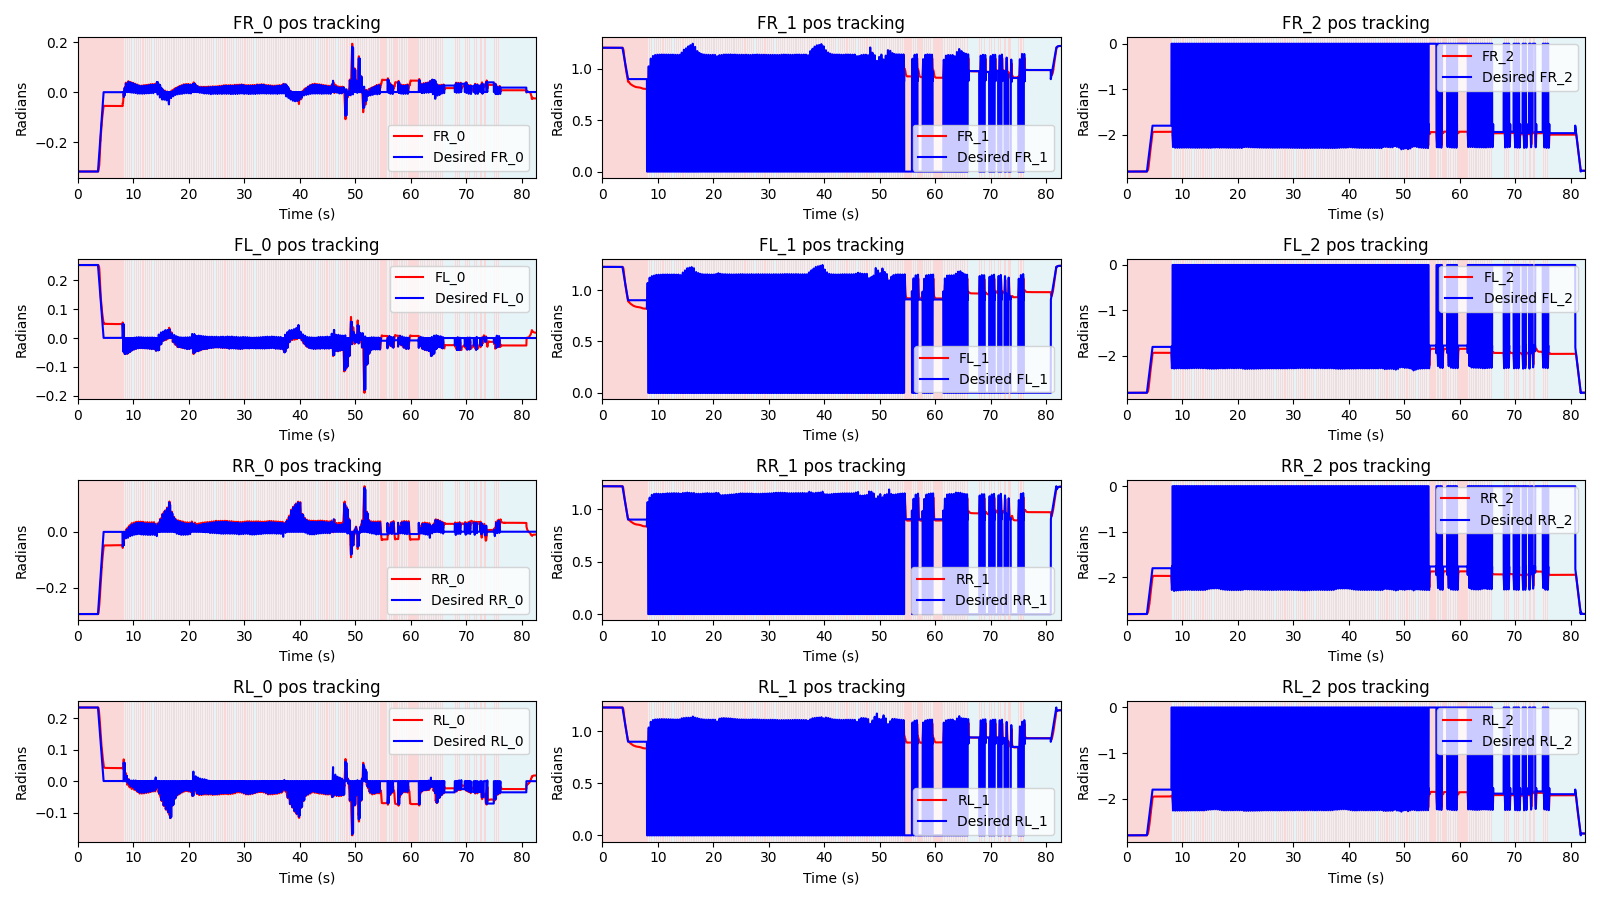 FR_0 pos tracking
Radians
0.2
0.0
−0.2
FR_0
Desired FR_0
0 10 20 30 40 50 60 70 80
Time (s)
FR_1 pos tracking
Radians
1.0
0.5
0.0
FR_1
Desired FR_1
0 10 20 30 40 50 60 70 80
Time (s)
FR_2 pos tracking
Radians
0
−1
−2
FR_2
Desired FR_2
0 10 20 30 40 50 60 70 80
Time (s)
FL_0 pos tracking
Radians
0.2
0.1
0.0
−0.1
−0.2
FL_0
Desired FL_0
0 10 20 30 40 50 60 70 80
Time (s)
FL_1 pos tracking
Radians
1.0
0.5
0.0
FL_1
Desired FL_1
0 10 20 30 40 50 60 70 80
Time (s)
FL_2 pos tracking
Radians
0
−1
−2
FL_2
Desired FL_2
0 10 20 30 40 50 60 70 80
Time (s)
RR_0 pos tracking
Radians
0.0
−0.2
RR_0
Desired RR_0
0 10 20 30 40 50 60 70 80
Time (s)
RR_1 pos tracking
Radians
1.0
0.5
0.0
RR_1
Desired RR_1
0 10 20 30 40 50 60 70 80
Time (s)
RR_2 pos tracking
Radians
0
−1
−2
RR_2
Desired RR_2
0 10 20 30 40 50 60 70 80
Time (s)
RL_0 pos tracking
Radians
0.2
0.1
0.0
−0.1
RL_0
Desired RL_0
0 10 20 30 40 50 60 70 80
Time (s)
RL_1 pos tracking
Radians
1.0
0.5
0.0
RL_1
Desired RL_1
0 10 20 30 40 50 60 70 80
Time (s)
RL_2 pos tracking
Radians
0
−1
−2
RL_2
Desired RL_2
0 10 20 30 40 50 60 70 80
Time (s)